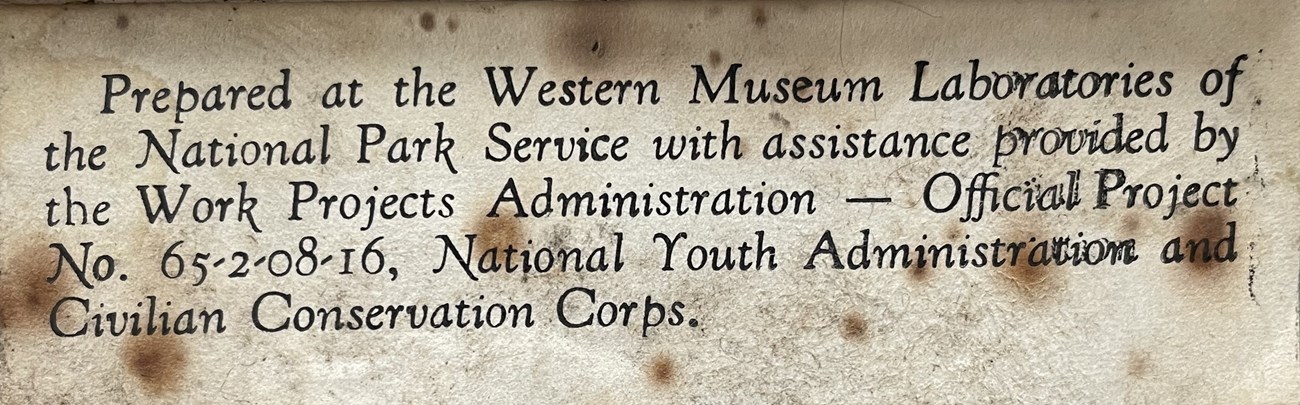 Prepared at the Western Museum Laboratories of
the National Park Service with assistance provided by
the Work Projects Administration — Official Project
No. 65-2-08-16, National Youth Administration and
Civilian Conservation Corps.